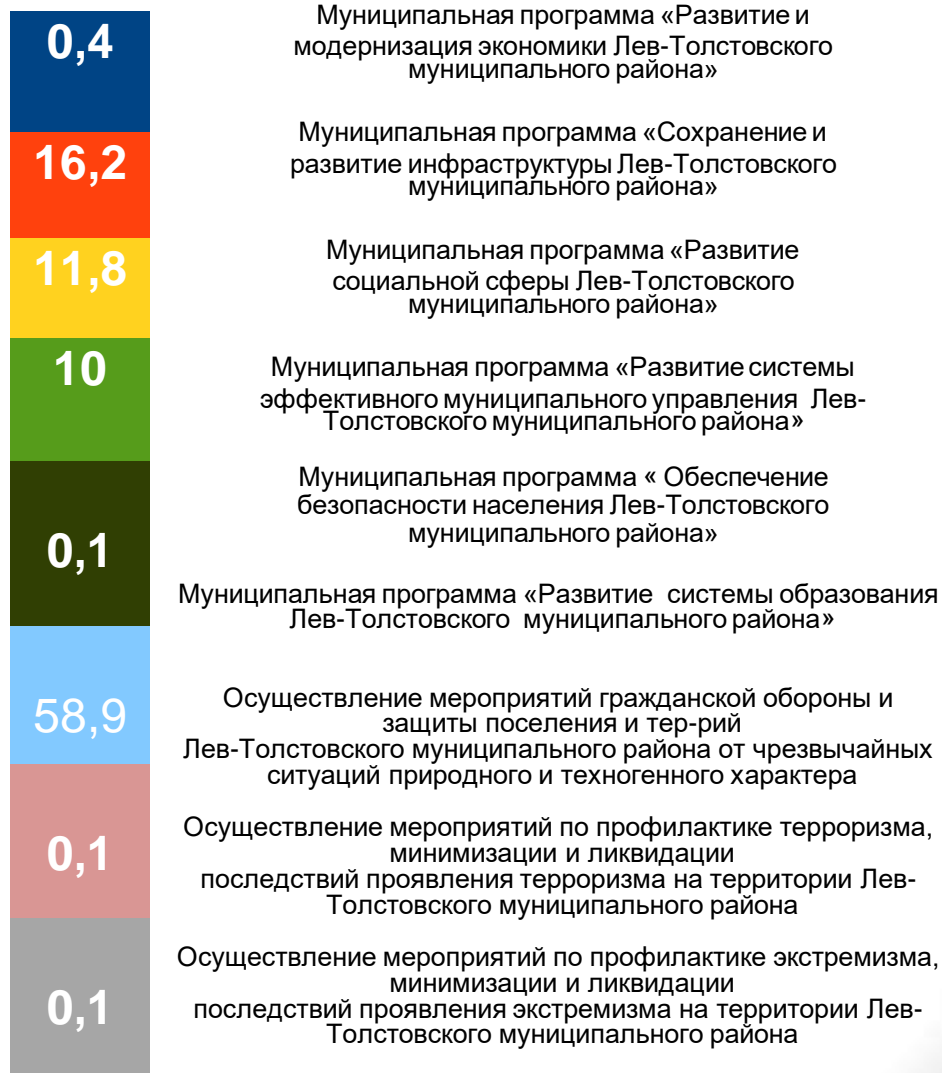 0,4
Муниципальная программа «Развитие и
модернизация экономики Лев-Толстовского
муниципального района»
16,2
Муниципальная программа «Сохранение и
развитие инфраструктуры Лев-Толстовского
муниципального района»
11,8
Муниципальная программа «Развитие
социальной сферы Лев-Толстовского
муниципального района»
10
Муниципальная программа «Развитие системы
эффективного муниципального управления Лев-
Толстовского муниципального района»
0,1
Муниципальная программа « Обеспечение
безопасности населения Лев-Толстовского
муниципального района»
Муниципальная программа «Развитие системы образования
Лев-Толстовского муниципального района»
58,9
Осуществление мероприятий гражданской обороны и
защиты поселения и тер-рий
Лев-Толстовского муниципального района от чрезвычайных
ситуаций природного и техногенного характера
0,1
Осуществление мероприятий по профилактике терроризма,
минимизации и ликвидации
последствий проявления терроризма на территории Лев-
Толстовского муниципального района
0,1
Осуществление мероприятий по профилактике экстремизма,
минимизации и ликвидации
последствий проявления экстремизма на территории Лев-
Толстовского муниципального района